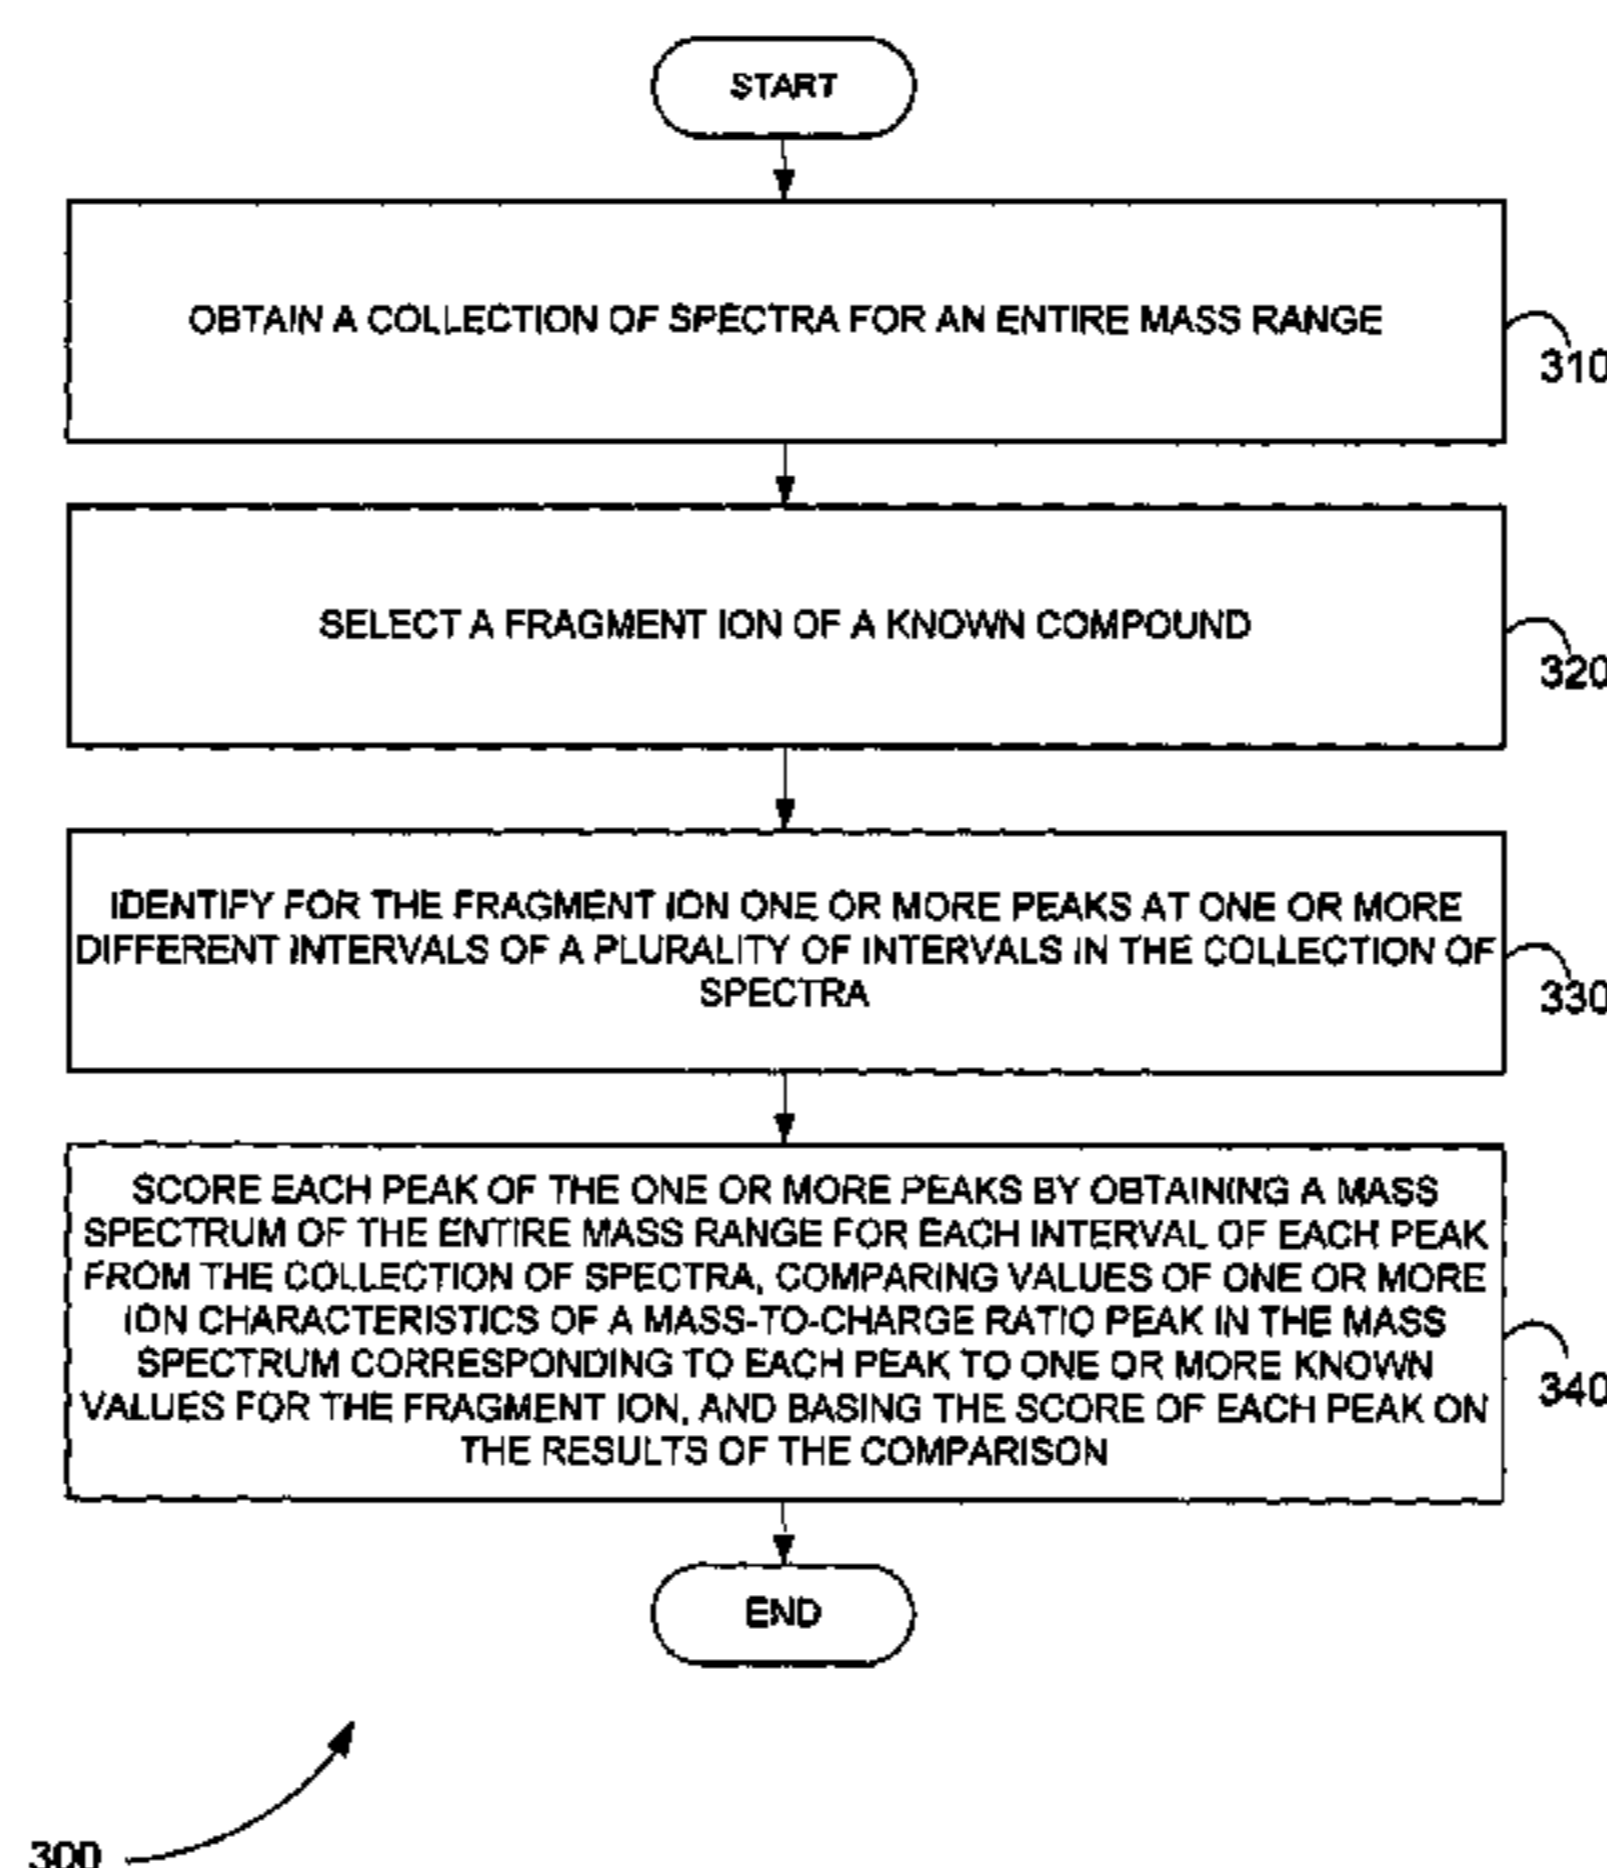 START
OBTAIN A COLLECTION OF SPECTRA FOR AN ENTIRE MASS RANGE
310
SELECT A FRAGMENT ION OF A KNOWN COMPOUND
320
IDENTIFY FOR THE FRAGMENT ION ONE OR MORE PEAKS AT ONE OR MORE
DIFFERENT INTERVALS OF A PLURALITY OF INTERVALS IN THE COLLECTION OF
SPECTRA
330
SCORE EACH PEAK OF THE ONE OR MORE PEAKS BY OBTAINING A MASS
SPECTRUM OF THE ENTIRE MASS RANGE FOR EACH INTERVAL OF EACH PEAK
FROM THE COLLECTION OF SPECTRA, COMPARING VALUES OF ONE OR MORE
ION CHARACTERISTICS OF A MASS-TO-CHARGE RATIO PEAK IN THE MASS
SPECTRUM CORRESPONDING TO EACH PEAK TO ONE OR MORE KNOWN
VALUES FOR THE FRAGMENT ION, AND BASING THE SCORE OF EACH PEAK ON
THE RESULTS OF THE COMPARISON
340
END
300